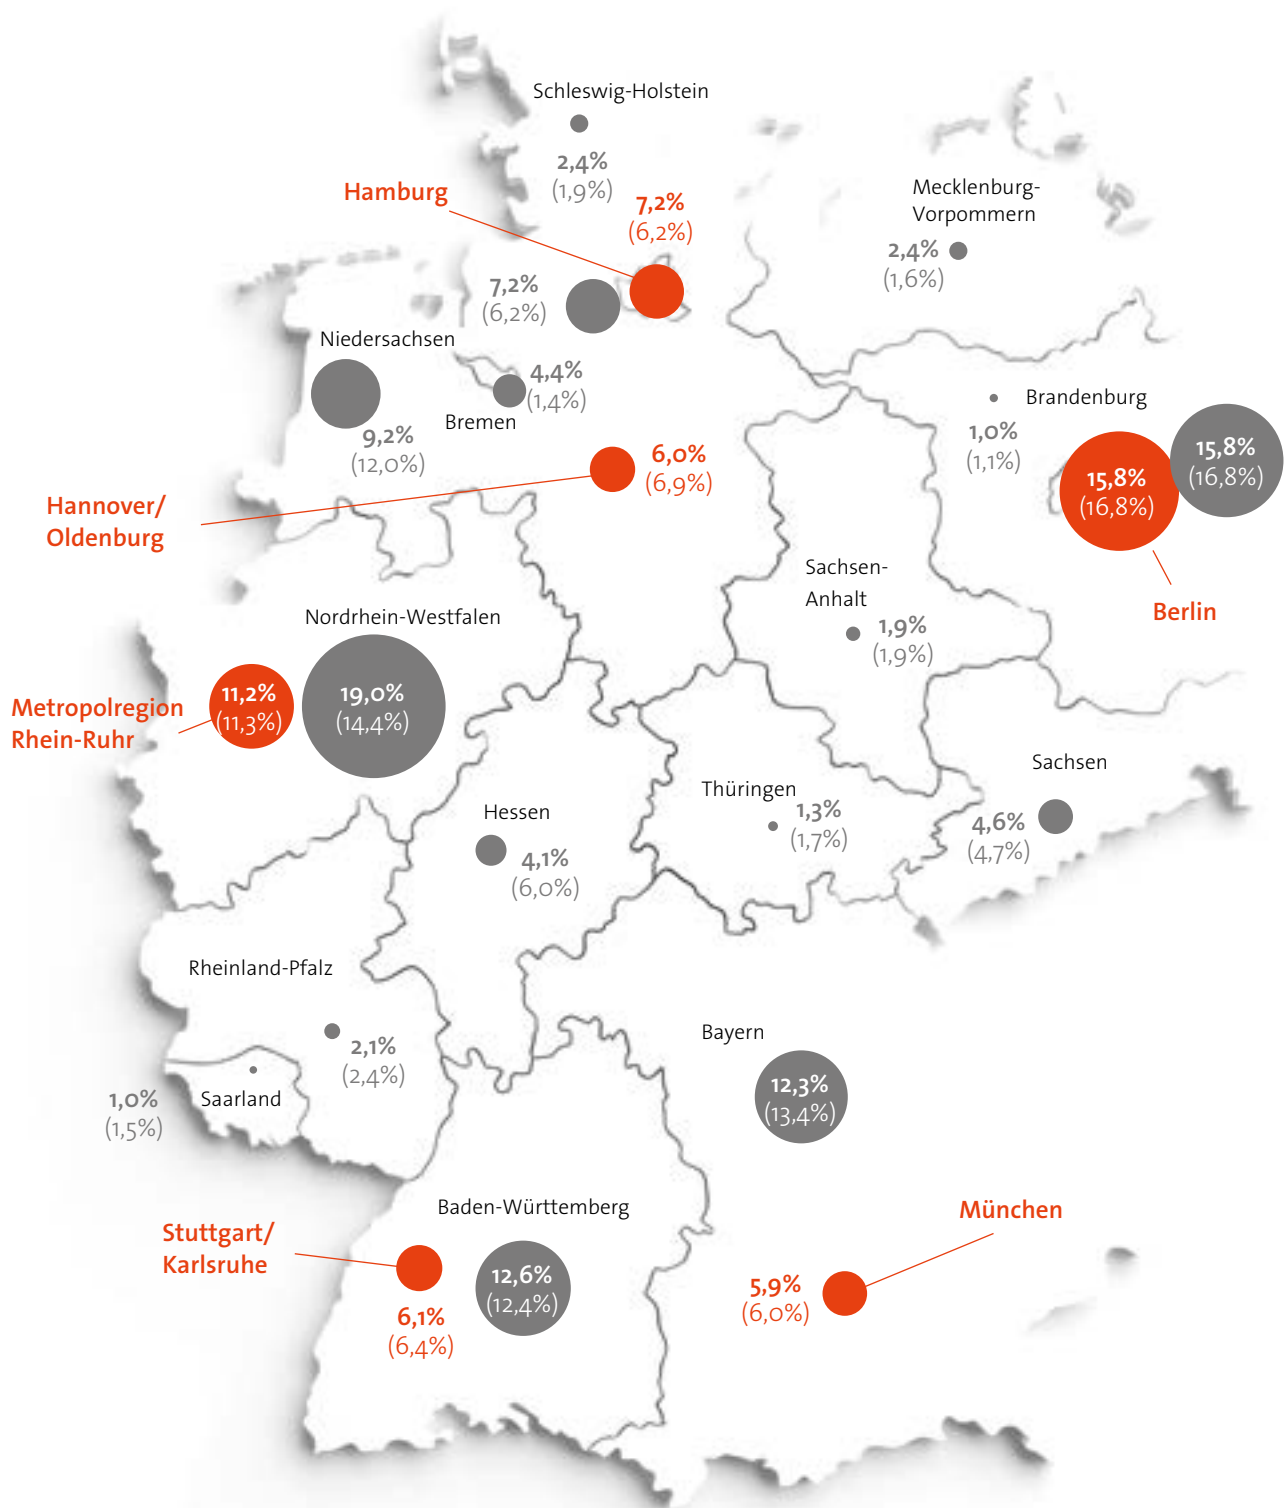 Schleswig-Holstein
2,4%
(1,9%)
Hamburg
7,2%
(6,2%)
Mecklenburg-
Vorpommern
2,4%
(1,6%)
7,2%
(6,2%)
Niedersachsen
9,2%
(12,0%)
4,4%
(1,4%)
Bremen
Brandenburg
1,0%
(1,1%)
15,8%
(16,8%)
15,8%
(16,8%)
Berlin
6,0%
(6,9%)
Hannover/
Oldenburg
Sachsen-
Anhalt
1,9%
(1,9%)
Nordrhein-Westfalen
11,2%
(11,3%)
19,0%
(14,4%)
Metropolregion
Rhein-Ruhr
Sachsen
4,6%
(4,7%)
Thüringen
1,3%
(1,7%)
Hessen
4,1%
(6,0%)
Rheinland-Pfalz
2,1%
(2,4%)
Saarland
1,0%
(1,5%)
Bayern
12,3%
(13,4%)
Baden-Württemberg
12,6%
(12,4%)
Stuttgart/
Karlsruhe
6,1%
(6,4%)
München
5,9%
(6,0%)